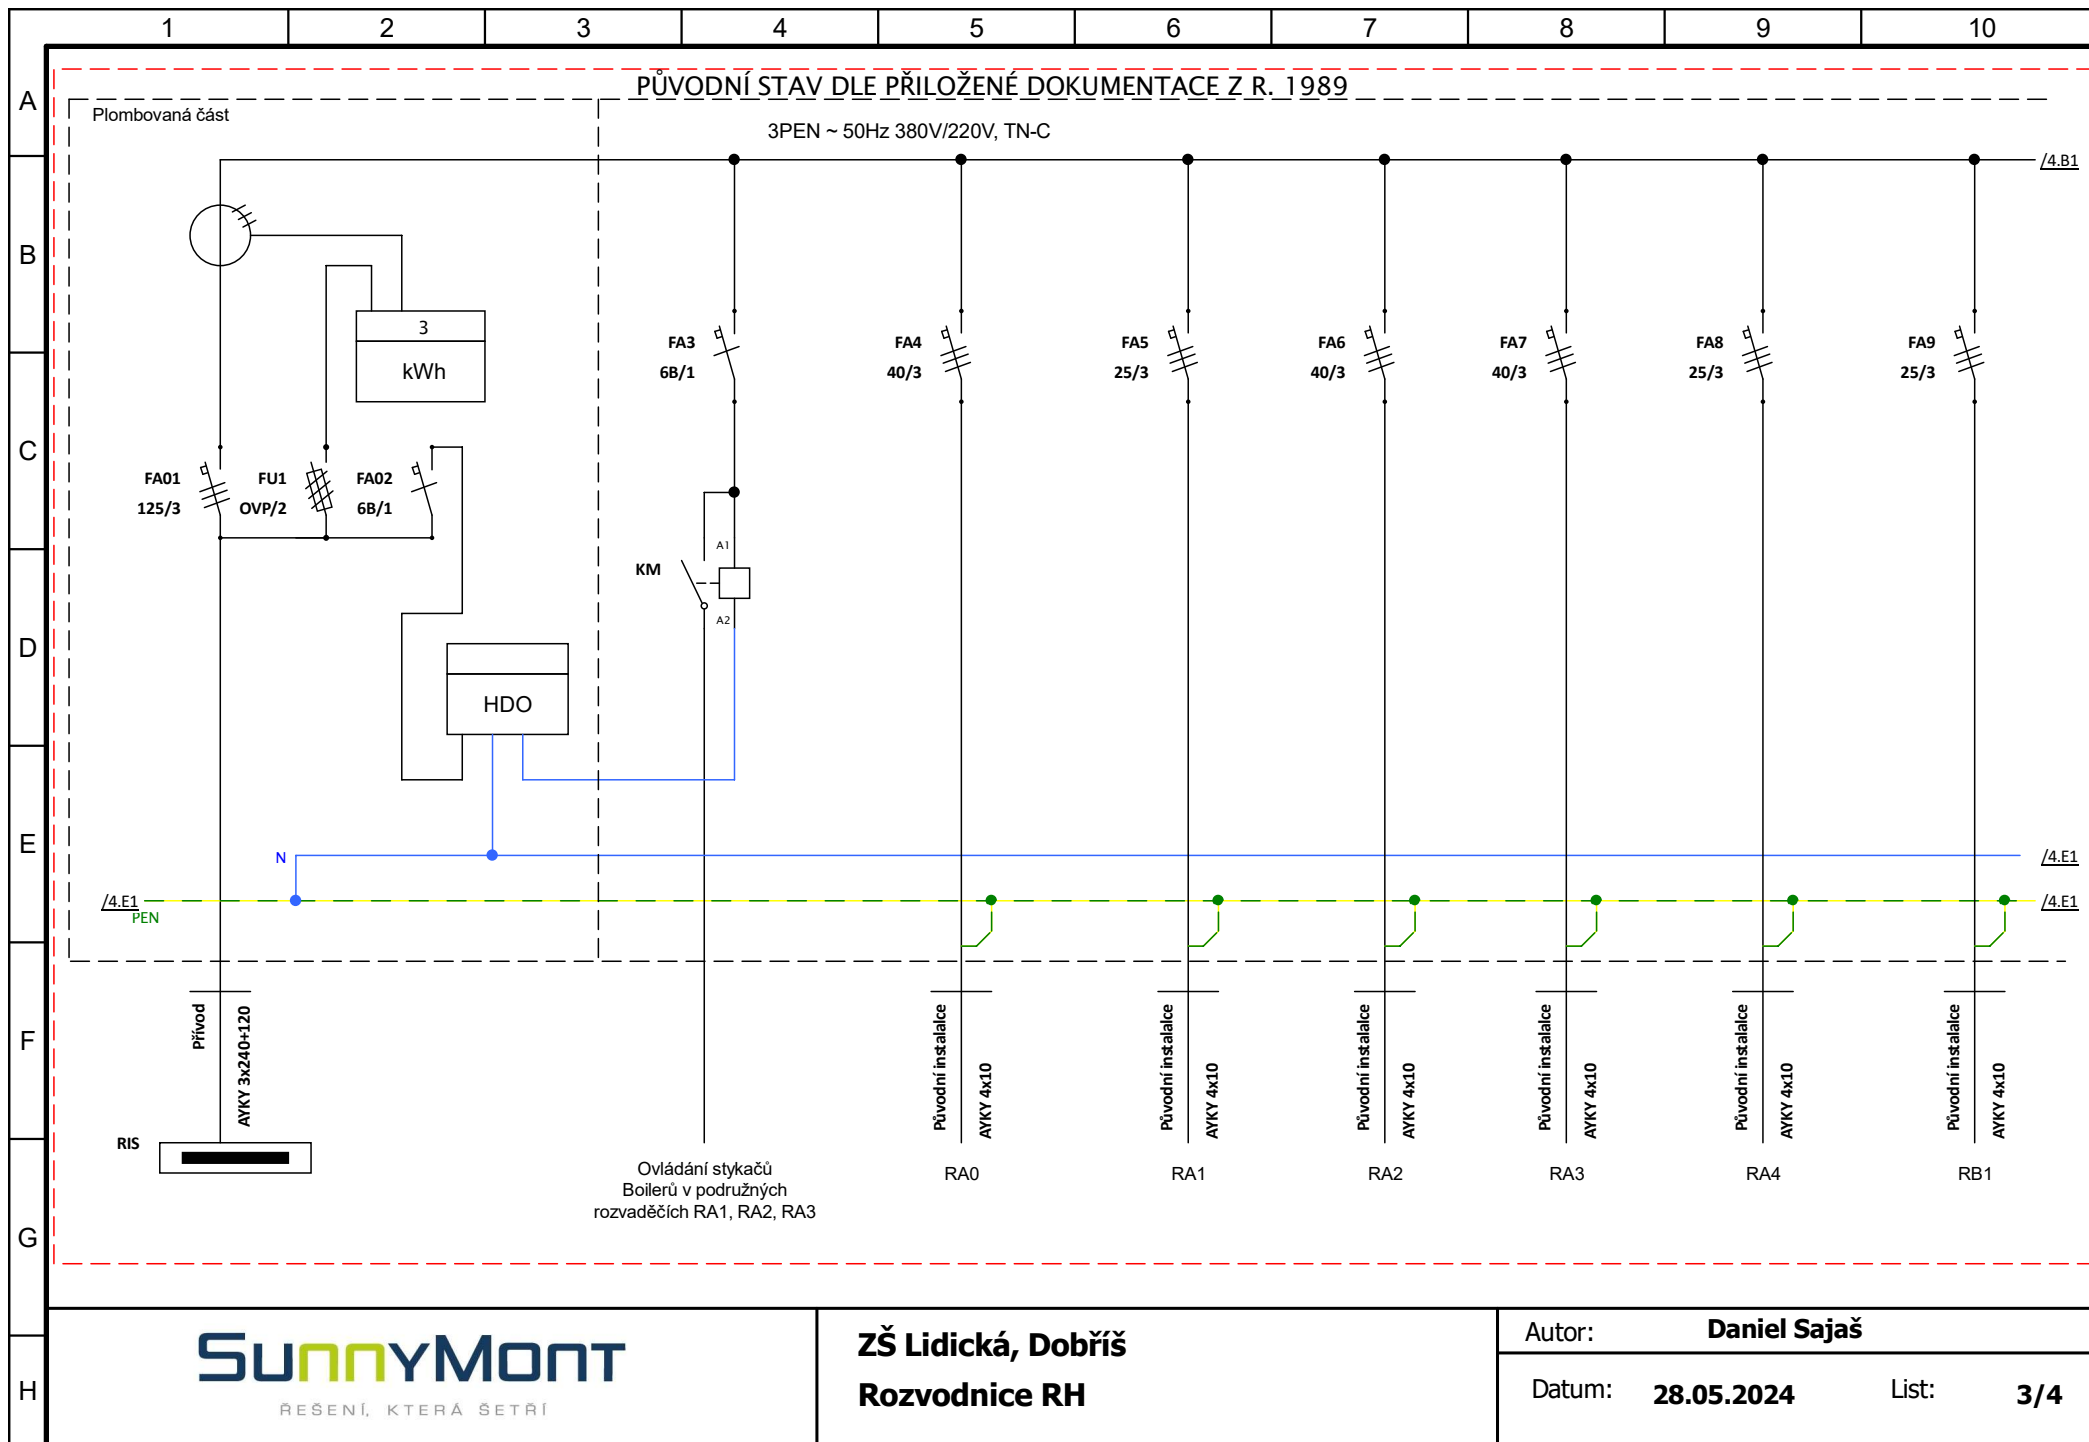 1 2 3 4 5 6 7 8 9 10
A
B
C
D
E
F
G
H
PŮVODNÍ STAV DLE PŘILOŽENÉ DOKUMENTACE Z R. 1989
Plombovaná část
3PEN ~ 50Hz 380V/220V, TN-C
/4.B1
3
kWh
FA3
6B/1
FA4
40/3
FA5
25/3
FA6
40/3
FA7
40/3
FA8
25/3
FA9
25/3
FA01
125/3
FU1
OVP/2
FA02
6B/1
KM
A1
A2
HDO
N
/4.E1
/4.E1
PEN
/4.E1
Přívod
AYKY 3x240+120
Původní instalalce
AYKY 4x10
Původní instalalce
AYKY 4x10
Původní instalalce
AYKY 4x10
Původní instalalce
AYKY 4x10
Původní instalalce
AYKY 4x10
Původní instalalce
AYKY 4x10
RIS
Ovládání stykačů
Boilerů v podružných
rozvaděčích RA1, RA2, RA3
RA0
RA1
RA2
RA3
RA4
RB1
SUNNYMONT
ŘEŠENÍ, KTERÁ ŠETŘÍ
ZŠ Lidická, Dobříš
Rozvodnice RH
Autor: Daniel Sajaš
Datum: 28.05.2024 List: 3/4